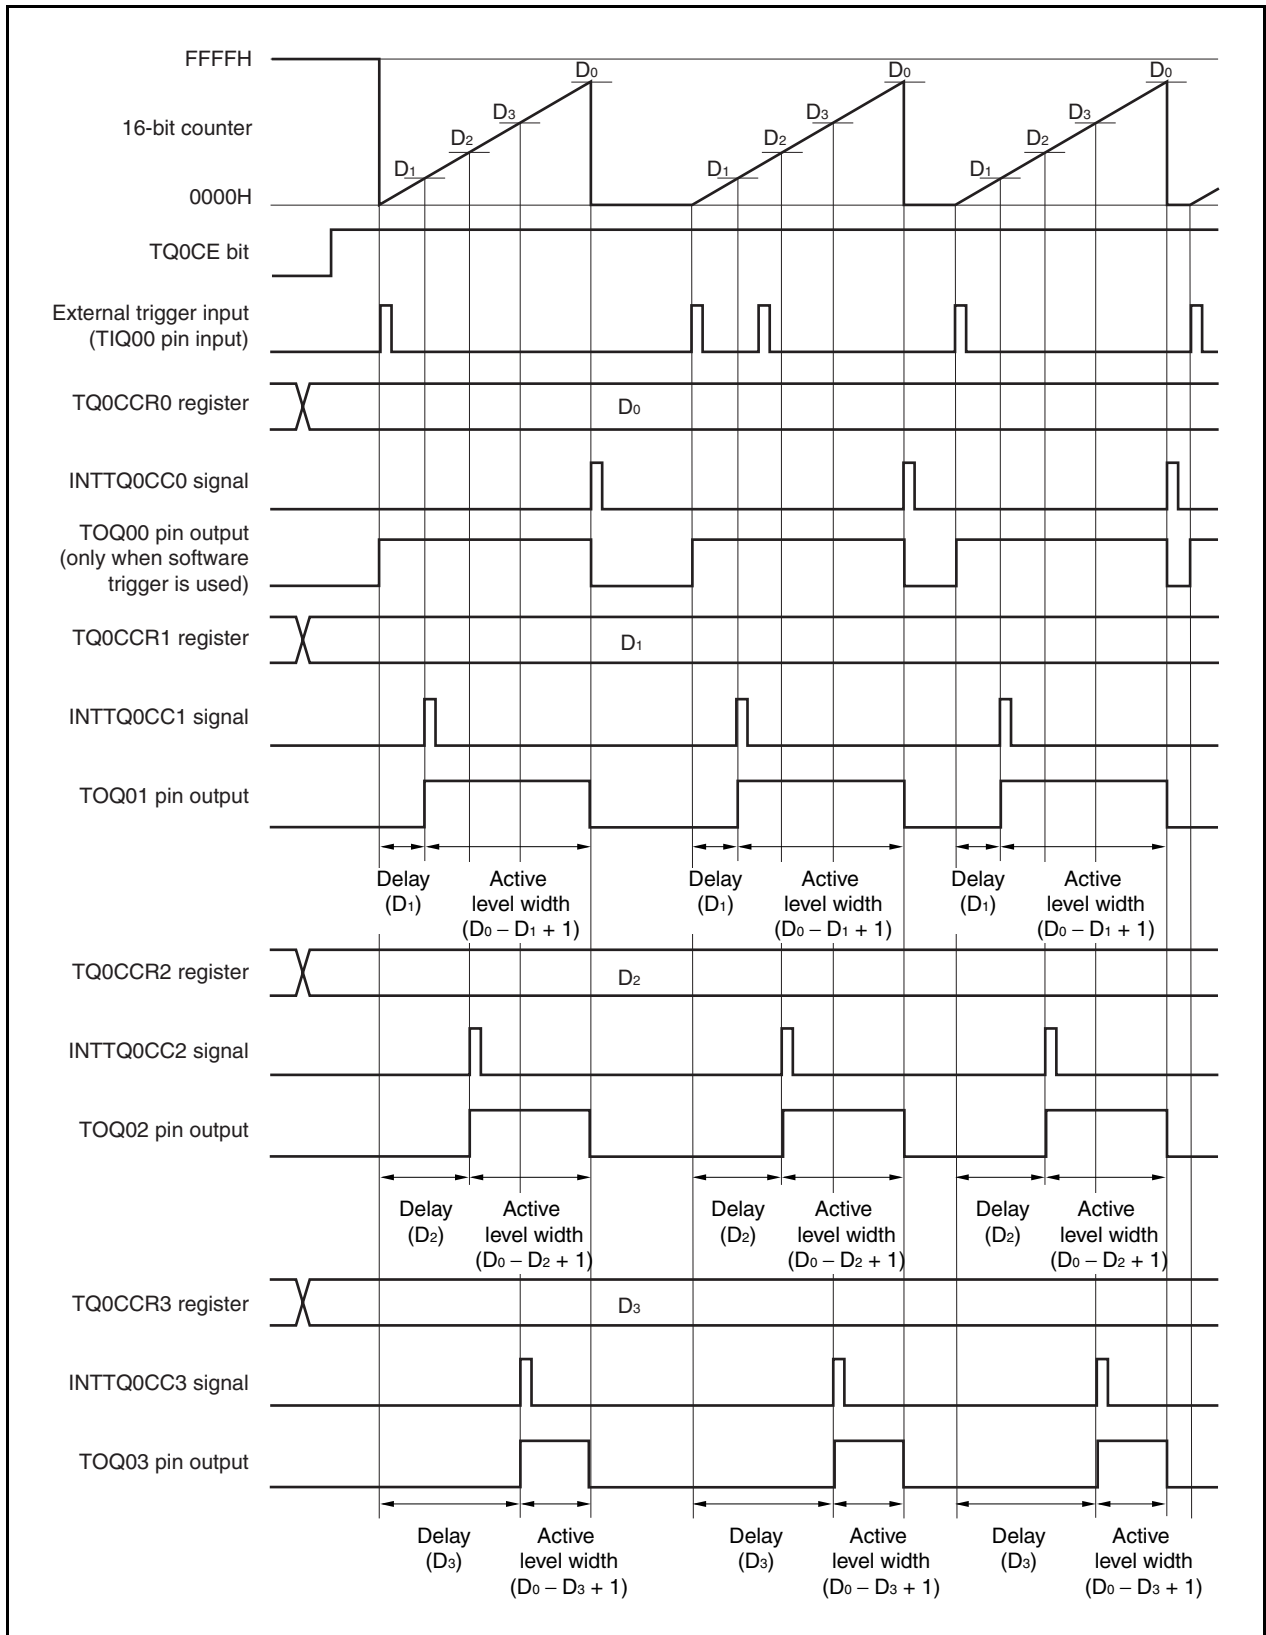 FFFFH
D0 D0 D0
D3 D3 D3
16-bit counter
D2 D2 D2
D1 D1 D1
0000H
TQ0CE bit
External trigger input
(TIQ00 pin input)
TQ0CCR0 register
D0
INTTQ0CC0 signal
TOQ00 pin output
(only when software
trigger is used)
TQ0CCR1 register
D1
INTTQ0CC1 signal
TOQ01 pin output
Delay
(D1)
Active
level width
(D0 – D1 + 1)
Delay
(D1)
Active
level width
(D0 – D1 + 1)
Delay
(D1)
Active
level width
(D0 – D1 + 1)
TQ0CCR2 register
D2
INTTQ0CC2 signal
TOQ02 pin output
Delay
(D2)
Active
level width
(D0 – D2 + 1)
Delay
(D2)
Active
level width
(D0 – D2 + 1)
Delay
(D2)
Active
level width
(D0 – D2 + 1)
TQ0CCR3 register
D3
INTTQ0CC3 signal
TOQ03 pin output
Delay
(D3)
Active
level width
(D0 – D3 + 1)
Delay
(D3)
Active
level width
(D0 – D3 + 1)
Delay
(D3)
Active
level width
(D0 – D3 + 1)